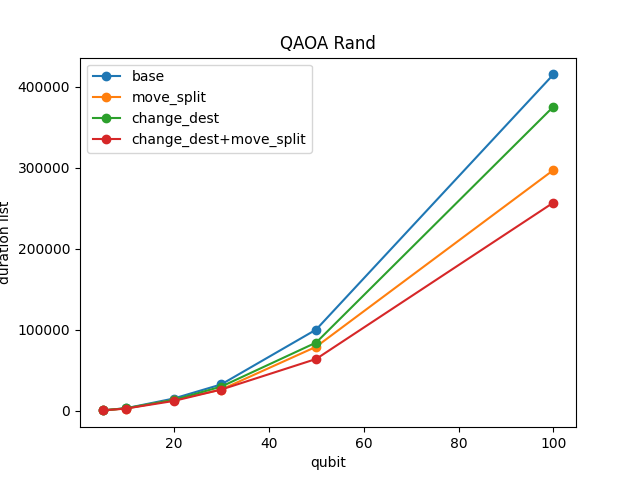 QAOA Rand
base
move_split
change_dest
change_dest+move_split
400000
300000
200000
100000
0
duration list
20 40 60 80 100
qubit